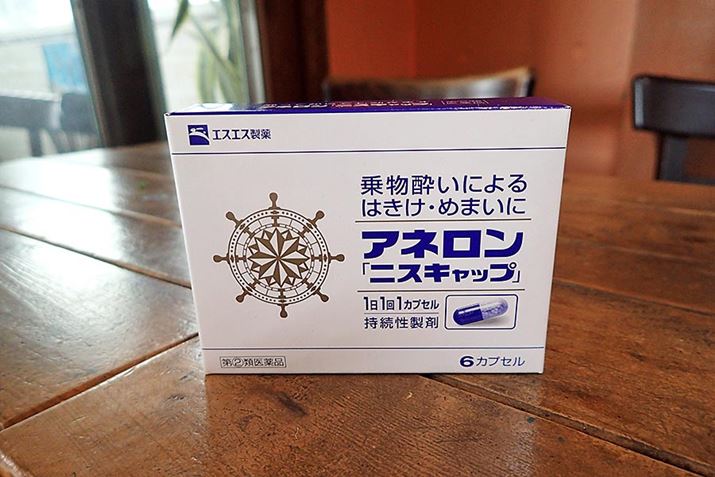 エスエス製薬
乗物酔いによる
はきけ・めまいに
アネロン
「ニスキャップ」
1日1回1カプセル
持続性製剤
指定第②類医薬品
6カプセル